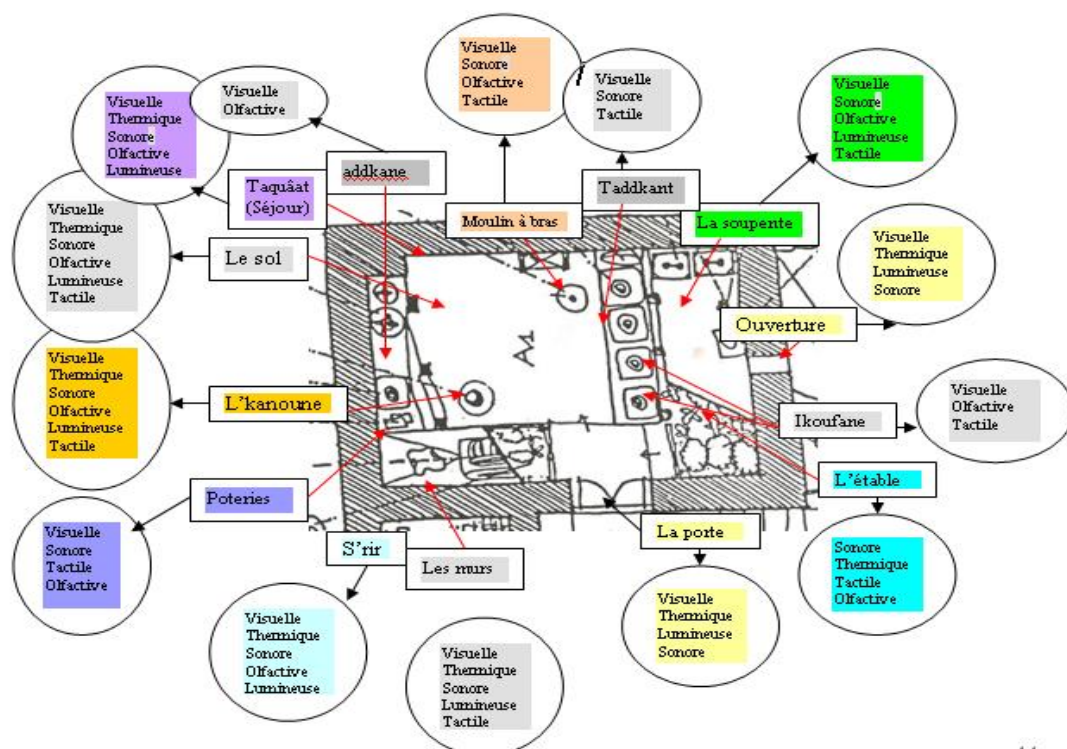 Visuelle
Sonore
Olfactive
Tactile
Visuelle
Sonore
Tactile
Visuelle
Sonore
Olfactive
Lumineuse
Tactile
Visuelle
Olfactive
Visuelle
Thermique
Sonore
Olfactive
Lumineuse
addkane
Taquâat
(Séjour)
Taddkant
Moulin à bras
La soupente
Visuelle
Thermique
Sonore
Olfactive
Lumineuse
Tactile
Le sol
Visuelle
Thermique
Lumineuse
Sonore
Ouverture
A1
Visuelle
Thermique
Sonore
Olfactive
Lumineuse
Tactile
L'kanoune
Ikoufane
Visuelle
Olfactive
Tactile
Poteries
L'étable
Visuelle
Sonore
Tactile
Olfactive
S'rir
Les murs
La porte
Sonore
Thermique
Tactile
Olfactive
Visuelle
Thermique
Sonore
Olfactive
Lumineuse
Visuelle
Thermique
Sonore
Lumineuse
Tactile
Visuelle
Thermique
Lumineuse
Sonore